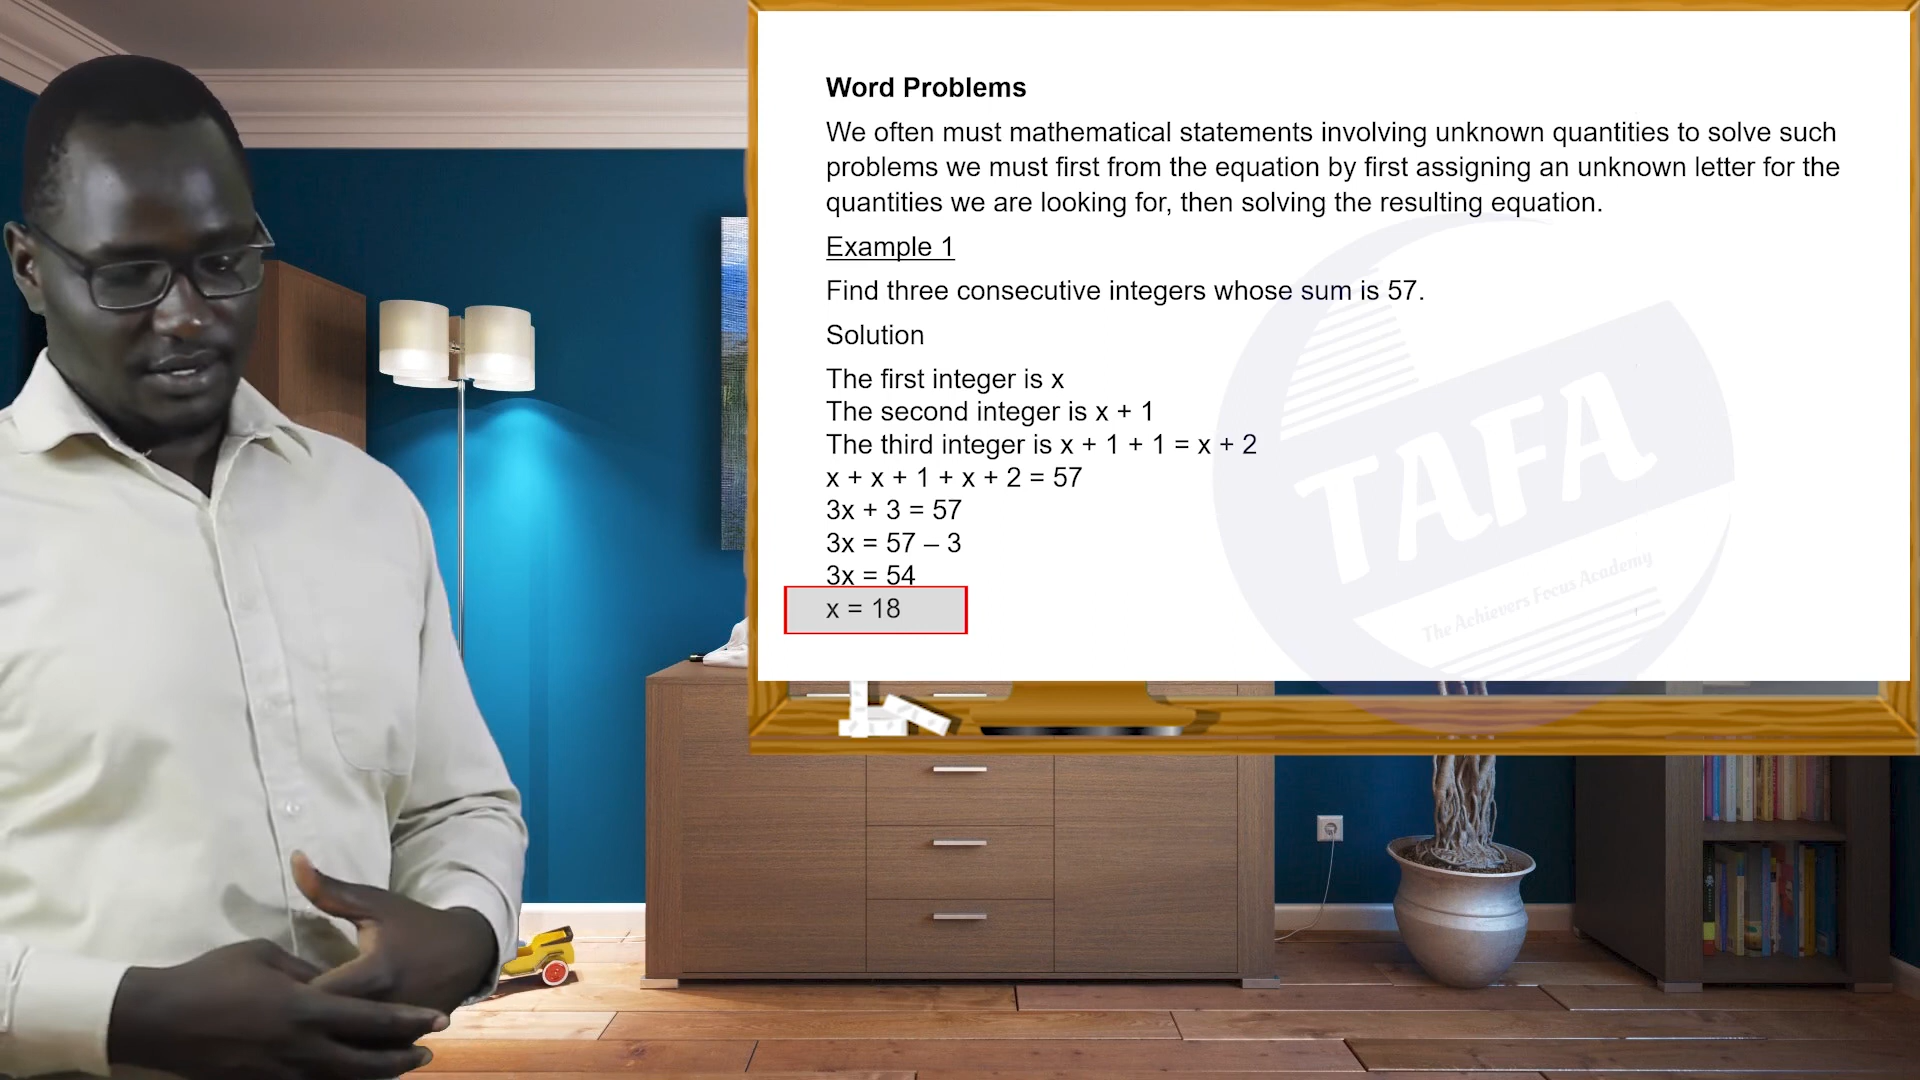 Word Problems
We often must mathematical statements involving unknown quantities to solve such
problems we must first from the equation by first assigning an unknown letter for the
quantities we are looking for, then solving the resulting equation.
Example 1
Find three consecutive integers whose sum is 57.
Solution
The first integer is x
The second integer is x + 1
The third integer is x + 1 + 1 = x + 2
x + x + 1 + x + 2 = 57
3x + 3 = 57
3x = 57 – 3
3x = 54
x = 18
TAFA
The Achievers Focus Academy